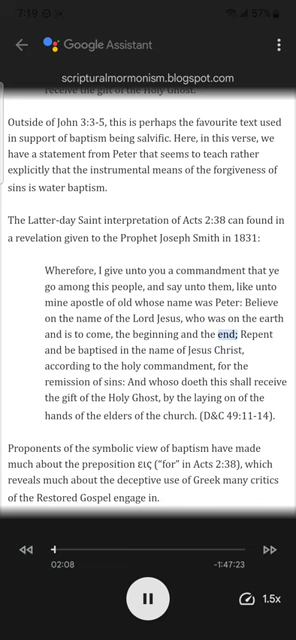 7:19
57%
Google Assistant
scripturalmormonism.blogspot.com
receive the gift of the Holy Ghost.
Outside of John 3:3-5, this is perhaps the favourite text used
in support of baptism being salvific. Here, in this verse, we
have a statement from Peter that seems to teach rather
explicitly that the instrumental means of the forgiveness of
sins is water baptism.
The Latter-day Saint interpretation of Acts 2:38 can found in
a revelation given to the Prophet Joseph Smith in 1831:
Wherefore, I give unto you a commandment that ye
go among this people, and say unto them, like unto
mine apostle of old whose name was Peter: Believe
on the name of the Lord Jesus, who was on the earth
and is to come, the beginning and the end; Repent
and be baptised in the name of Jesus Christ,
according to the holy commandment, for the
remission of sins: And whoso doeth this shall receive
the gift of the Holy Ghost, by the laying on of the
hands of the elders of the church. (D&C 49:11-14).
Proponents of the symbolic view of baptism have made
much about the preposition εις ("for" in Acts 2:38), which
reveals much about the deceptive use of Greek many critics
of the Restored Gospel engage in.
02:08
-1:47:23
1.5x